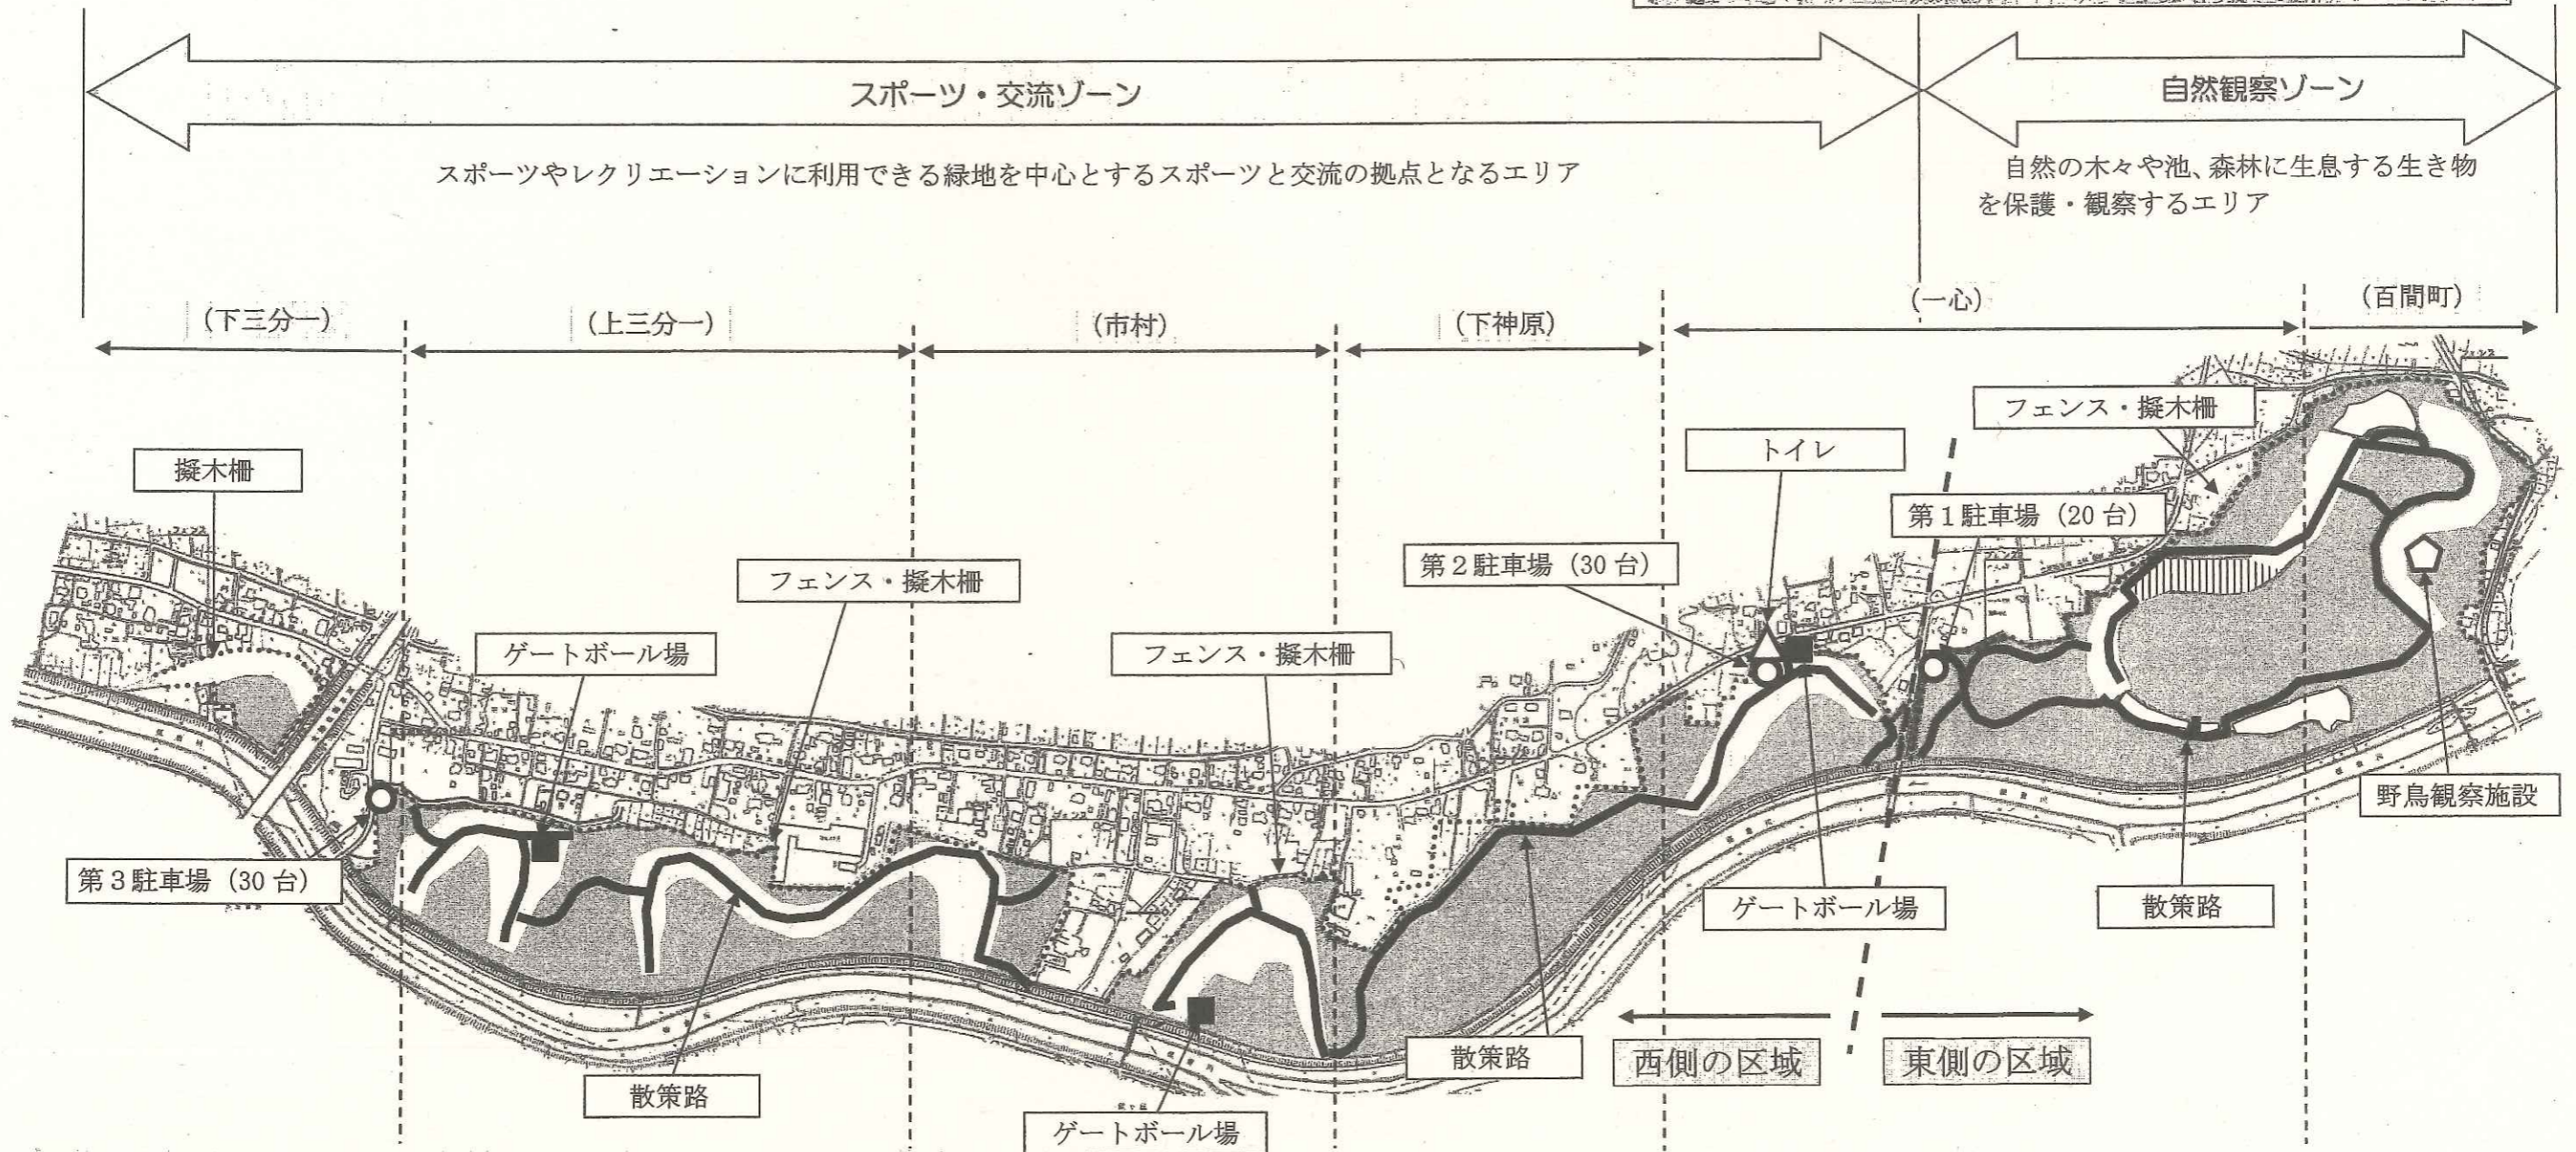 スポーツ・交流ゾーン
自然観察ゾーン
スポーツやレクリエーションに利用できる緑地を中心とするスポーツと交流の拠点となるエリア
自然の木々や池、森林に生息する生き物
を保護・観察するエリア
(下三分一)
(上三分一)
(市村)
(下神原)
(一心)
(百間町)
擬木柵
フェンス・擬木柵
トイレ
フェンス・擬木柵
第1駐車場(20台)
第2駐車場(30台)
ゲートボール場
フェンス・擬木柵
第3駐車場(30台)
野鳥観察施設
ゲートボール場
散策路
散策路
西側の区域
東側の区域
散策路
ゲートボール場